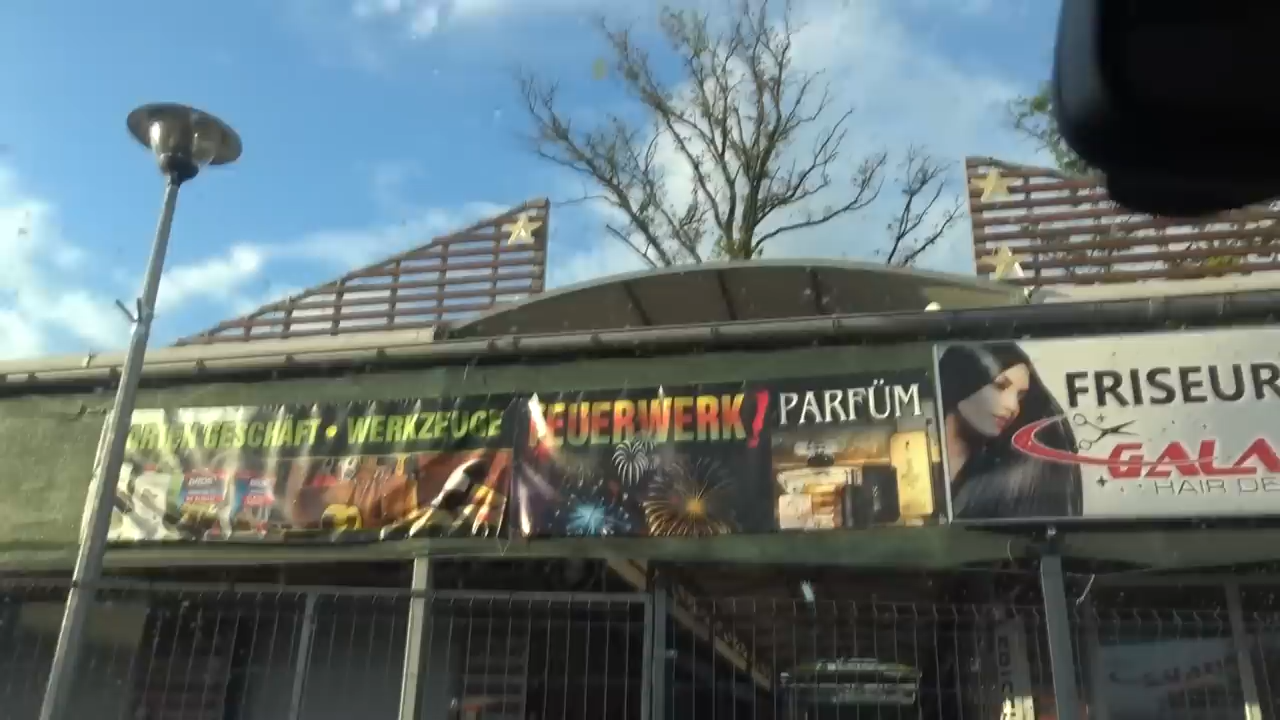 GESCHÄFT • WERKZEUGE
FEUERWERK!
PARFÜM
FRISEUR
GALA
HAIR DE